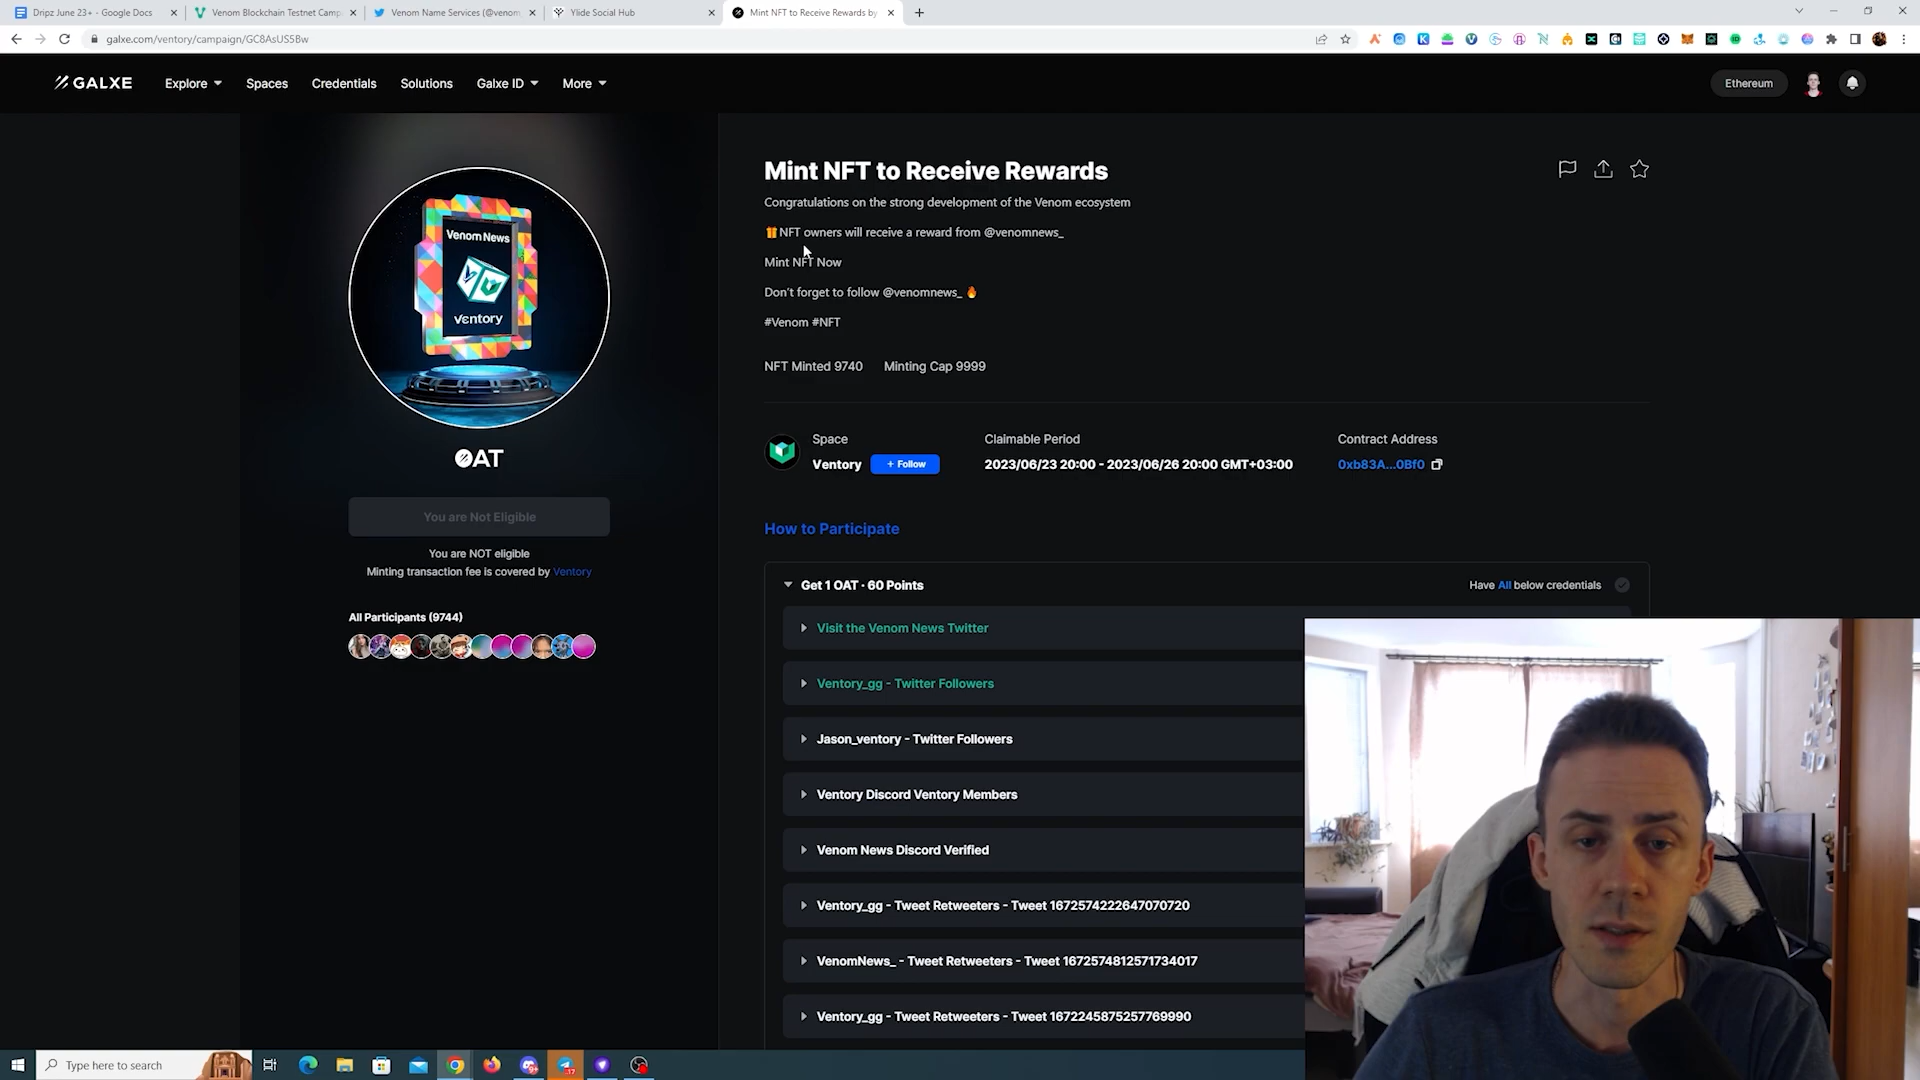 Dripz June 23+ - Google Docs
Venom Blockchain Testnet Camp
Venom Name Services (@venom
Ylide Social Hub
Mint NFT to Receive Rewards by
galxe.com/ventory/campaign/GC8AsUS5Bw
GALXE
Explore
Spaces
Credentials
Solutions
Galxe ID
More
Ethereum
Venom News
Ventory
OAT
You are Not Eligible
You are NOT eligible
Minting transaction fee is covered by Ventory
All Participants (9744)
Mint NFT to Receive Rewards
Congratulations on the strong development of the Venom ecosystem
🎁NFT owners will receive a reward from @venomnews_
Mint NFT Now
Don't forget to follow @venomnews_ 🔥
#Venom #NFT
NFT Minted 9740 Minting Cap 9999
Space
Ventory
+ Follow
Claimable Period
2023/06/23 20:00 - 2023/06/26 20:00 GMT+03:00
Contract Address
0xb83A...0Bf0
How to Participate
Get 1 OAT · 60 Points
Have All below credentials
Visit the Venom News Twitter
Ventory_gg - Twitter Followers
Jason_ventory - Twitter Followers
Ventory Discord Ventory Members
Venom News Discord Verified
Ventory_gg - Tweet Retweeters - Tweet 1672574222647070720
VenomNews_ - Tweet Retweeters - Tweet 1672574812571734017
Ventory_gg - Tweet Retweeters - Tweet 1672245875257769990
Type here to search